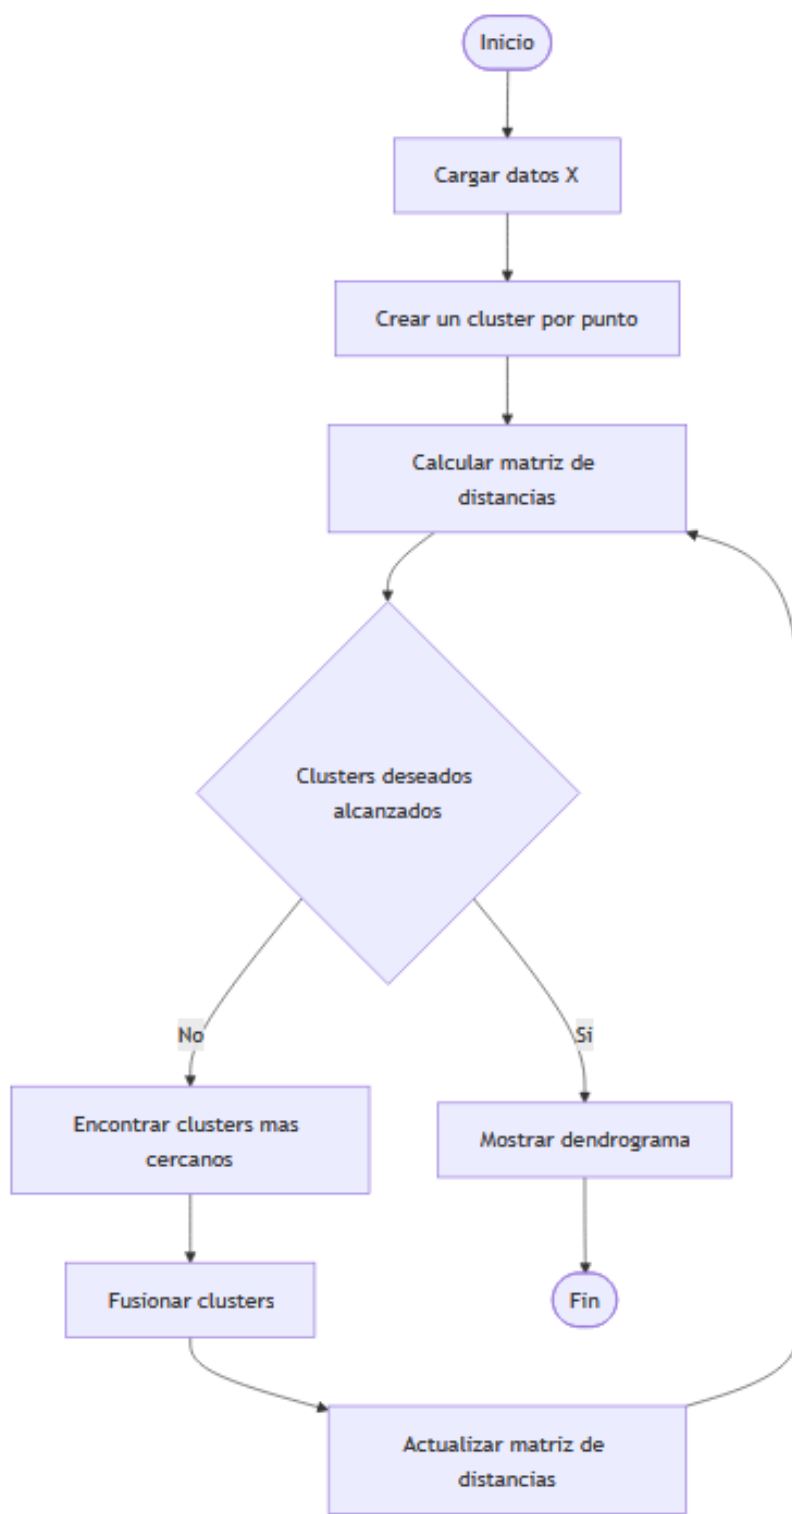 Inicio
Cargar datos X
Crear un cluster por punto
Calcular matriz de
distancias
Clusters deseados
alcanzados
No
Si
Encontrar clusters mas
cercanos
Mostrar dendrograma
Fusionar clusters
Fin
Actualizar matriz de
distancias